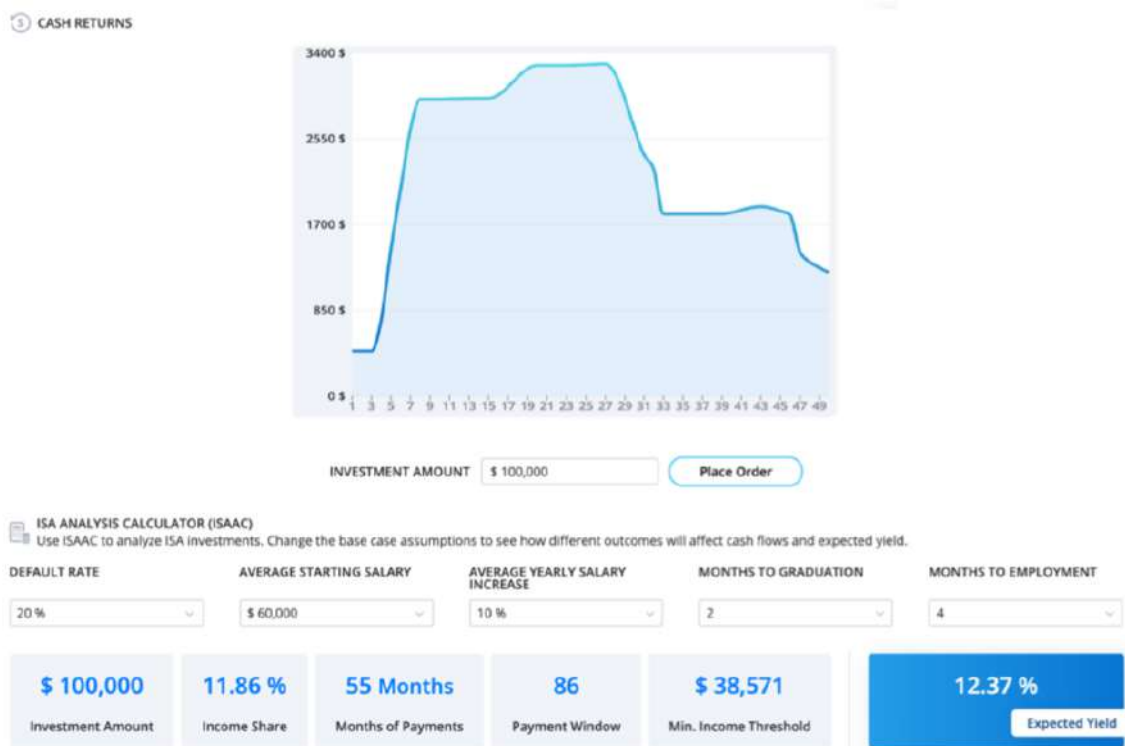 CASH RETURNS
3400 $
2550 $
1700 $
850 $
0 $
1 3 5 7 9 11 13 15 17 19 21 23 25 27 29 31 33 35 37 39 41 43 45 47 49
INVESTMENT AMOUNT $ 100,000 Place Order
ISA ANALYSIS CALCULATOR (ISAAC)
Use ISAAC to analyze ISA investments. Change the base case assumptions to see how different outcomes will affect cash flows and expected yield.
DEFAULT RATE AVERAGE STARTING SALARY AVERAGE YEARLY SALARY INCREASE MONTHS TO GRADUATION MONTHS TO EMPLOYMENT
20 % $ 60,000 10 % 2 4
$ 100,000 11.86 % 55 Months 86 $ 38,571 12.37 %
Investment Amount Income Share Months of Payments Payment Window Min. Income Threshold Expected Yield